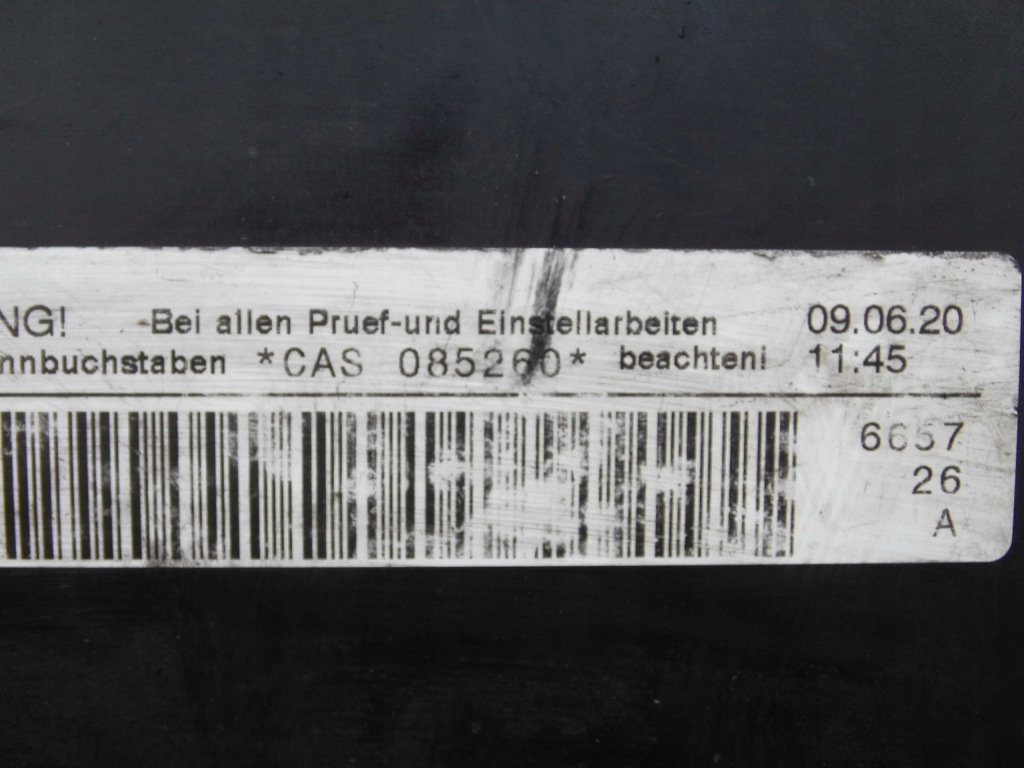 NG! -Bei allen Pruef-und Einstellarbeiten 09.06.20
nnbuchstaben *CAS 085260* beachten! 11:45
6657
26
A